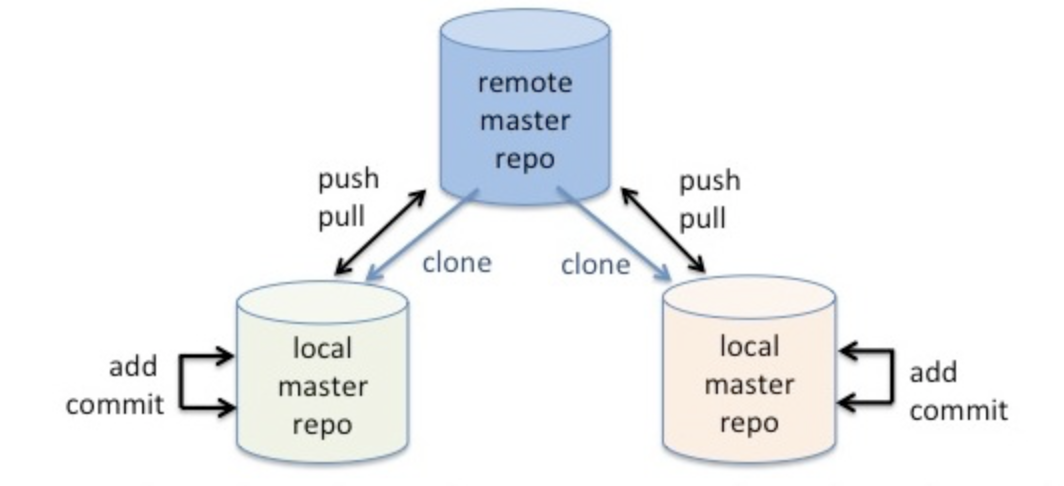 remote
master
repo
push
pull
push
pull
clone
clone
local
master
repo
local
master
repo
add
commit
add
commit